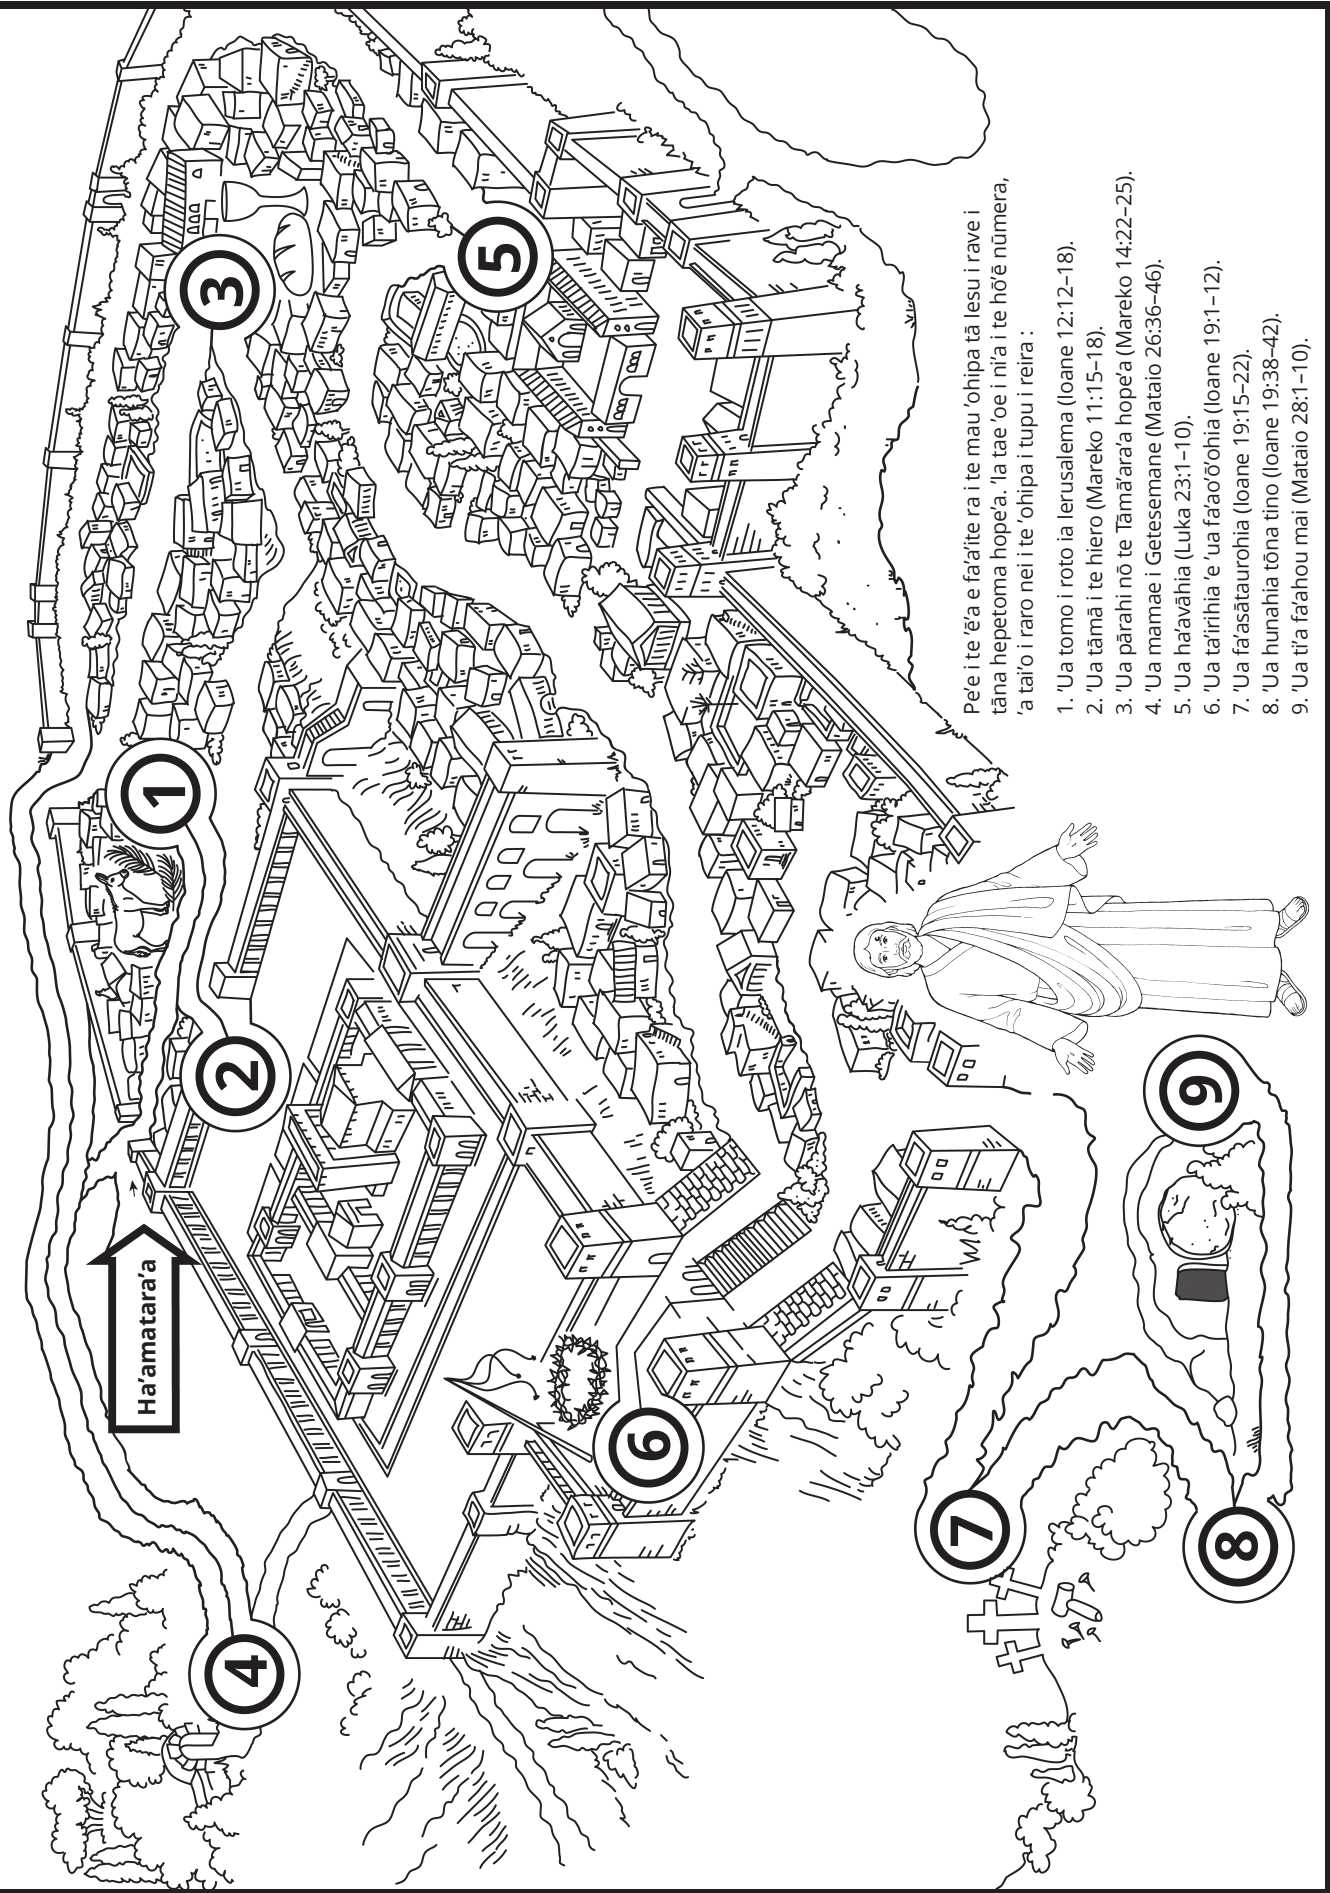 Ha'amatara'a
1
2
3
4
5
6
7
8
9
Pe'e i te 'ē'a e fa'aite ra i te mau 'ohipa tā Iesu i rave i
tāna hepetoma hope'a. 'Ia tae 'oe i ni'a i te hō'ē nūmera,
'a tai'o i raro nei i te 'ohipa i tupu i reira :
1. 'Ua tomo i roto ia Ierusalema (Ioane 12:12–18).
2. 'Ua tāmā i te hiero (Mareko 11:15–18).
3. 'Ua pārahi nō te Tāmā'ara'a hope'a (Mareko 14:22–25).
4. 'Ua mamae i Getesemane (Mataio 26:36–46).
5. 'Ua ha'avāhia (Luka 23:1–10).
6. 'Ua ta'irihia 'e 'ua fa'ao'ō'ohia (Ioane 19:1–12).
7. 'Ua fa'asātaurohia (Ioane 19:15–22).
8. 'Ua hunahia tōna tino (Ioane 19:38–42).
9. 'Ua ti'a fa'ahou mai (Mataio 28:1–10).